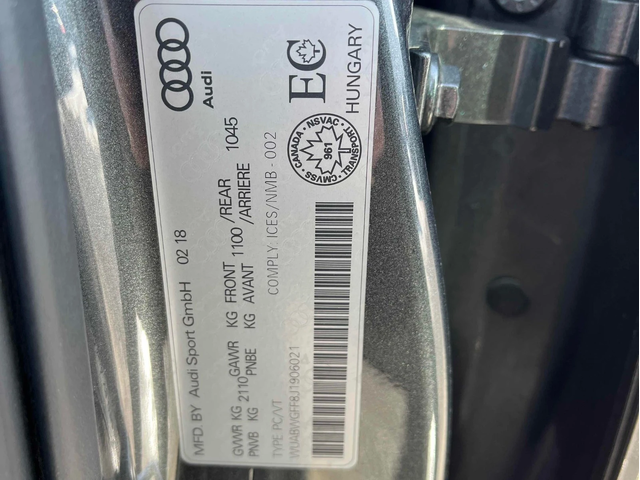 Audi
MFD. BY Audi Sport GmbH 02 18
GVWR KG 2110 GAWR KG FRONT 1100 /REAR 1045
PNVB KG PNBE KG AVANT /ARRIERE
COMPLY ICES/NMB - 002
TYPE:PC/VT
EC
HUNGARY
CANADA • NSVAC • TRANSPORT • CMVSS
961